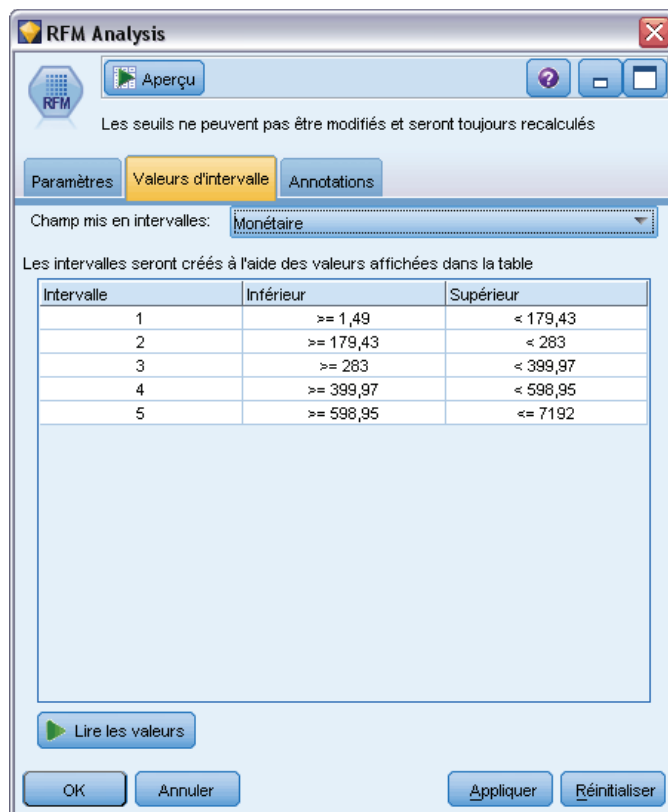 RFM Analysis
Aperçu
RFM
Les seuils ne peuvent pas être modifiés et seront toujours recalculés
Paramètres Valeurs d'intervalle Annotations
Champ mis en intervalles: Monétaire
Les intervalles seront créés à l'aide des valeurs affichées dans la table
Intervalle Inférieur Supérieur
1 >= 1,49 < 179,43
2 >= 179,43 < 283
3 >= 283 < 399,97
4 >= 399,97 < 598,95
5 >= 598,95 <= 7192
Lire les valeurs
OK Annuler Appliquer Réinitialiser